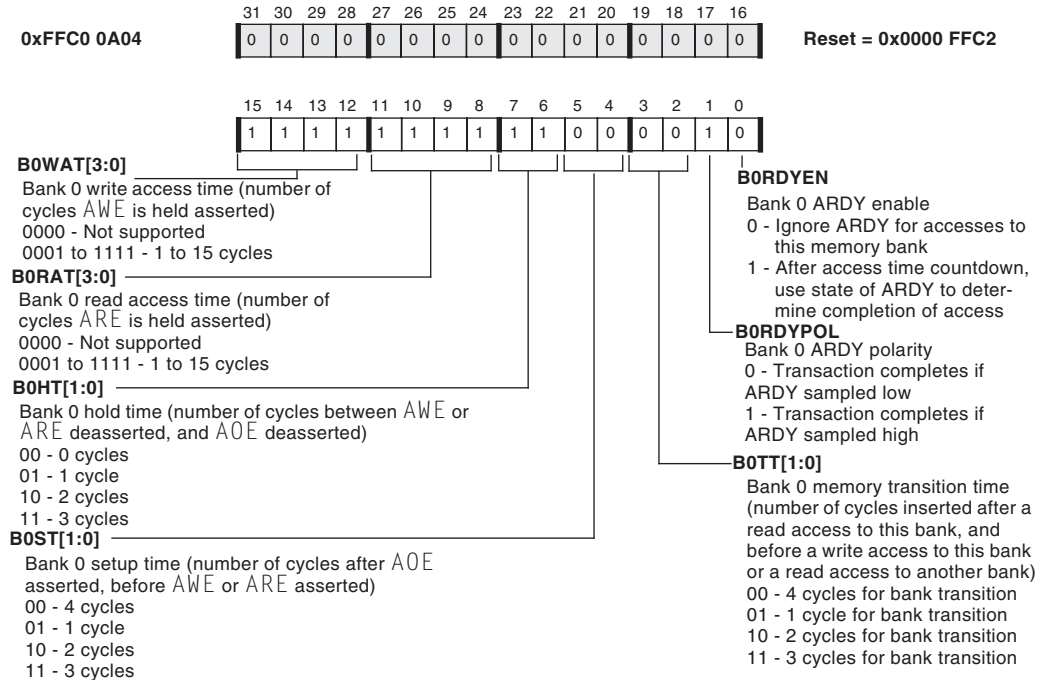 31 30 29 28 27 26 25 24 23 22 21 20 19 18 17 16
0xFFC0 0A04
0 0 0 0 0 0 0 0 0 0 0 0 0 0 0 0
Reset = 0x0000 FFC2
15 14 13 12 11 10 9 8 7 6 5 4 3 2 1 0
1 1 1 1 1 1 1 1 1 1 0 0 0 0 1 0
B0WAT[3:0]
Bank 0 write access time (number of
cycles AWE is held asserted)
0000 - Not supported
0001 to 1111 - 1 to 15 cycles
B0RAT[3:0]
Bank 0 read access time (number of
cycles ARE is held asserted)
0000 - Not supported
0001 to 1111 - 1 to 15 cycles
B0HT[1:0]
Bank 0 hold time (number of cycles between AWE or
ARE deasserted, and AOE deasserted)
00 - 0 cycles
01 - 1 cycle
10 - 2 cycles
11 - 3 cycles
B0ST[1:0]
Bank 0 setup time (number of cycles after AOE
asserted, before AWE or ARE asserted)
00 - 4 cycles
01 - 1 cycle
10 - 2 cycles
11 - 3 cycles
B0RDYEN
Bank 0 ARDY enable
0 - Ignore ARDY for accesses to
this memory bank
1 - After access time countdown,
use state of ARDY to deter-
mine completion of access
B0RDYPOL
Bank 0 ARDY polarity
0 - Transaction completes if
ARDY sampled low
1 - Transaction completes if
ARDY sampled high
B0TT[1:0]
Bank 0 memory transition time
(number of cycles inserted after a
read access to this bank, and
before a write access to this bank
or a read access to another bank)
00 - 4 cycles for bank transition
01 - 1 cycle for bank transition
10 - 2 cycles for bank transition
11 - 3 cycles for bank transition